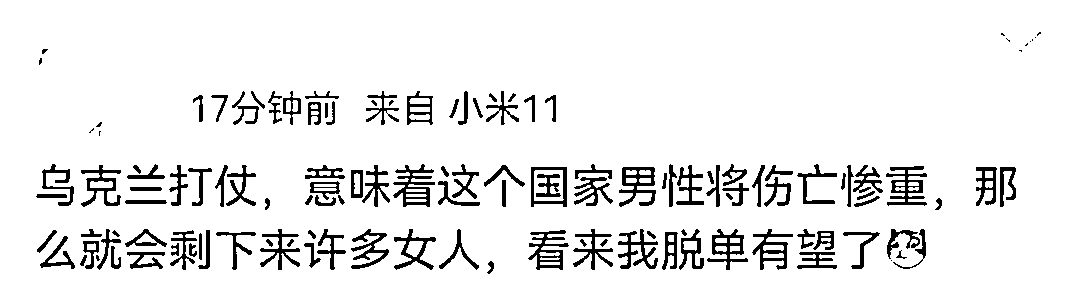 17分钟前 来自 小米11
乌克兰打仗，意味着这个国家男性将伤亡惨重，那
么就会剩下来许多女人，看来我脱单有望了